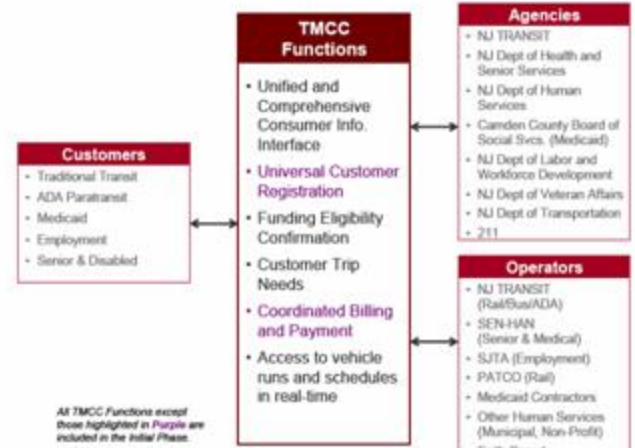 TMCC
Functions
• Unified and
Comprehensive
Consumer Info.
Interface
• Universal Customer
Registration
• Funding Eligibility
Confirmation
• Customer Trip
Needs
• Coordinated Billing
and Payment
• Access to vehicle
runs and schedules
in real-time
Customers
• Traditional Transit
• ADA Paratransit
• Medicaid
• Employment
• Senior & Disabled
Agencies
• NJ TRANSIT
• NJ Dept of Health and
Senior Services
• NJ Dept of Human
Services
• Camden County Board of
Social Svcs. (Medicaid)
• NJ Dept of Labor and
Workforce Development
• NJ Dept of Veteran Affairs
• NJ Dept of Transportation
• 211
Operators
• NJ TRANSIT
(Rail/Bus/ADA)
• SEN-HAN
(Senior & Medical)
• SJTA (Employment)
• PATCO (Rail)
• Medicaid Contractors
• Other Human Services
(Municipal, Non-Profit)
All TMCC Functions except
those highlighted in Purple are
included in the Initial Phase.